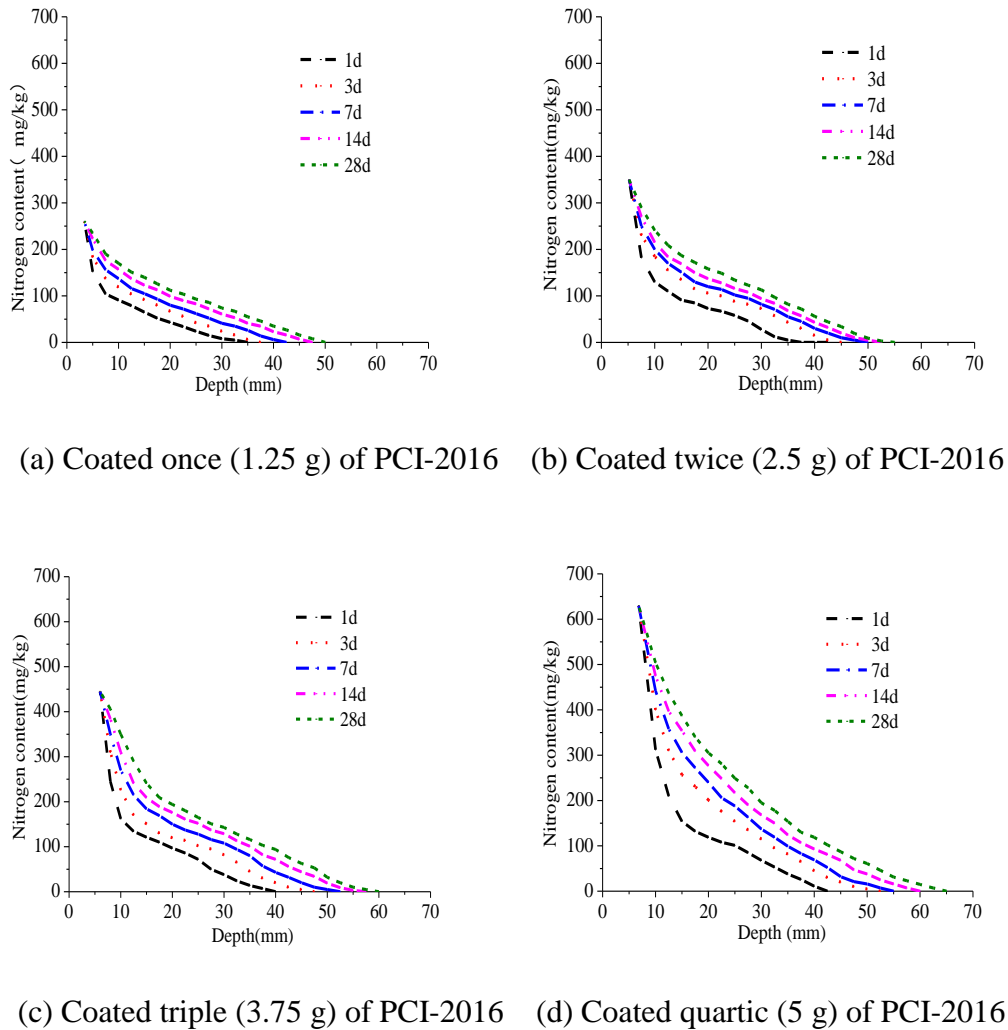 700
600
500
400
300
200
100
0
Nitrogen content( mg/kg)
1d
3d
7d
14d
28d
0 10 20 30 40 50 60 70
Depth (mm)
700
600
500
400
300
200
100
0
Nitrogen content(mg/kg)
1d
3d
7d
14d
28d
0 10 20 30 40 50 60 70
Depth (mm)
(a) Coated once (1.25 g) of PCI-2016
(b) Coated twice (2.5 g) of PCI-2016
700
600
500
400
300
200
100
0
Nitrogen content(mg/kg)
1d
3d
7d
14d
28d
0 10 20 30 40 50 60 70
Depth(mm)
700
600
500
400
300
200
100
0
Nitrogen content(mg/kg)
1d
3d
7d
14d
28d
0 10 20 30 40 50 60 70
Depth (mm)
(c) Coated triple (3.75 g) of PCI-2016
(d) Coated quartic (5 g) of PCI-2016